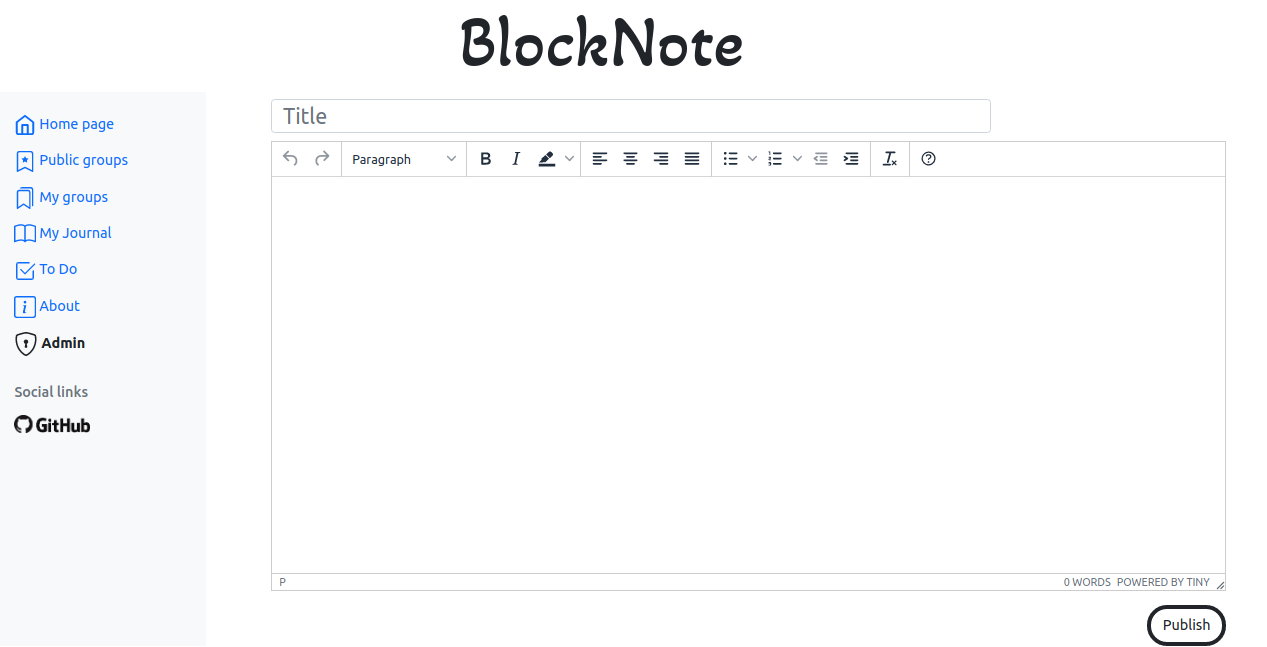 BlockNote
Home page
Public groups
My groups
My Journal
To Do
About
Admin
Social links
GitHub
Title
Paragraph B I
P 0 WORDS POWERED BY TINY
Publish